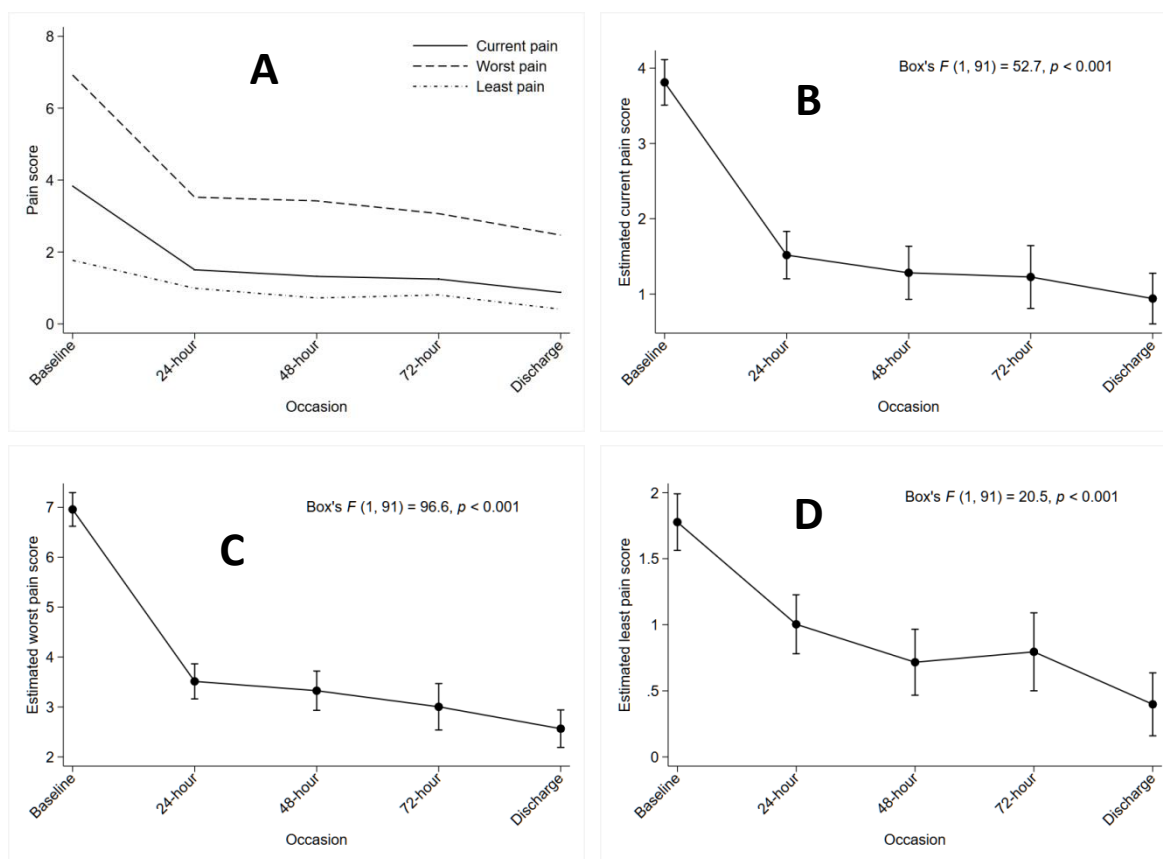 A
Current pain
Worst pain
Least pain
Pain score
8
6
4
2
0
Baseline
24-hour
48-hour
72-hour
Discharge
Occasion
B
Box's F (1, 91) = 52.7, p < 0.001
Estimated current pain score
4
3
2
1
Baseline
24-hour
48-hour
72-hour
Discharge
Occasion
C
Box's F (1, 91) = 96.6, p < 0.001
Estimated worst pain score
7
6
5
4
3
2
Baseline
24-hour
48-hour
72-hour
Discharge
Occasion
D
Box's F (1, 91) = 20.5, p < 0.001
Estimated least pain score
2
1.5
1
.5
0
Baseline
24-hour
48-hour
72-hour
Discharge
Occasion